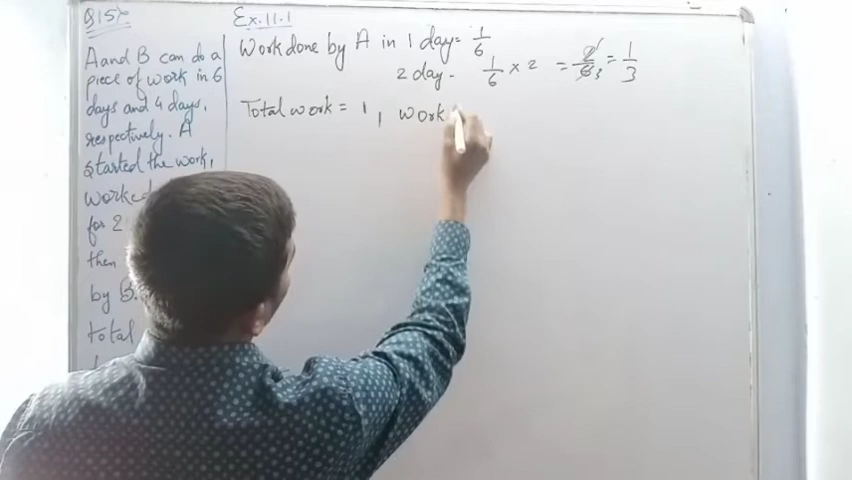 Q15%
A and B can do a
piece of work in 6
days and 4 days,
respectively. A
started the work,
worked
for 2
then
by B.
total
Ex.11.1
Work done by A in 1 day = 1/6
2 day - 1/6 × 2 = 2/6 = 1/3
Total work = 1, work